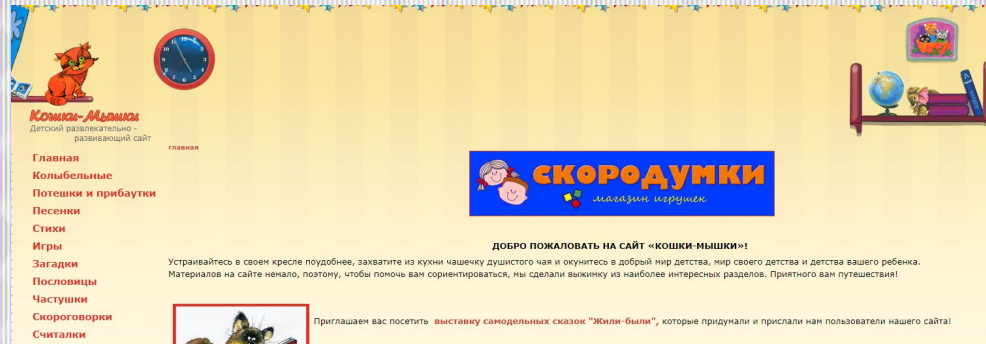 Кошки-Мышки
Детский развлекательно -
развивающий сайт
главная
Главная
Колыбельные
Потешки и прибаутки
Песенки
Стихи
Игры
Загадки
Пословицы
Частушки
Скороговорки
Считалки
СКОРОДУМКИ
магазин игрушек
ДОБРО ПОЖАЛОВАТЬ НА САЙТ «КОШКИ-МЫШКИ»!
Устраивайтесь в своем кресле поудобнее, захватите из кухни чашечку душистого чая и окунитесь в добрый мир детства, мир своего детства и детства вашего ребенка.
Материалов на сайте немало, поэтому, чтобы помочь вам сориентироваться, мы сделали выжимку из наиболее интересных разделов. Приятного вам путешествия!
Приглашаем вас посетить выставку самодельных сказок "Жили-были", которые придумали и прислали нам пользователи нашего сайта!